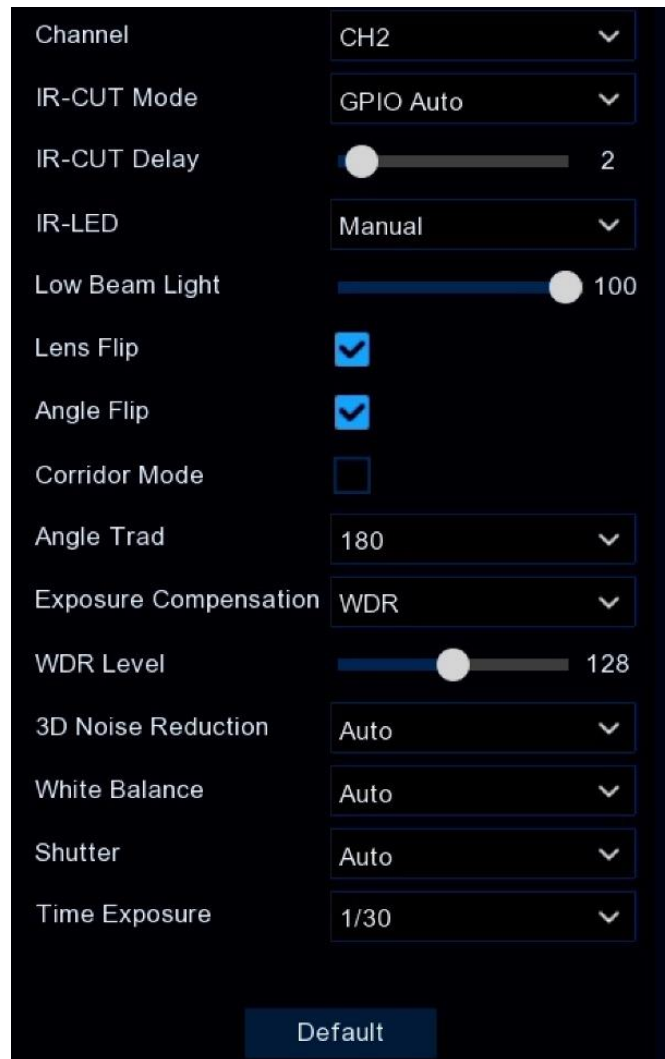 Channel CH2
IR-CUT Mode GPIO Auto
IR-CUT Delay 2
IR-LED Manual
Low Beam Light 100
Lens Flip
Angle Flip
Corridor Mode
Angle Trad 180
Exposure Compensation WDR
WDR Level 128
3D Noise Reduction Auto
White Balance Auto
Shutter Auto
Time Exposure 1/30
Default